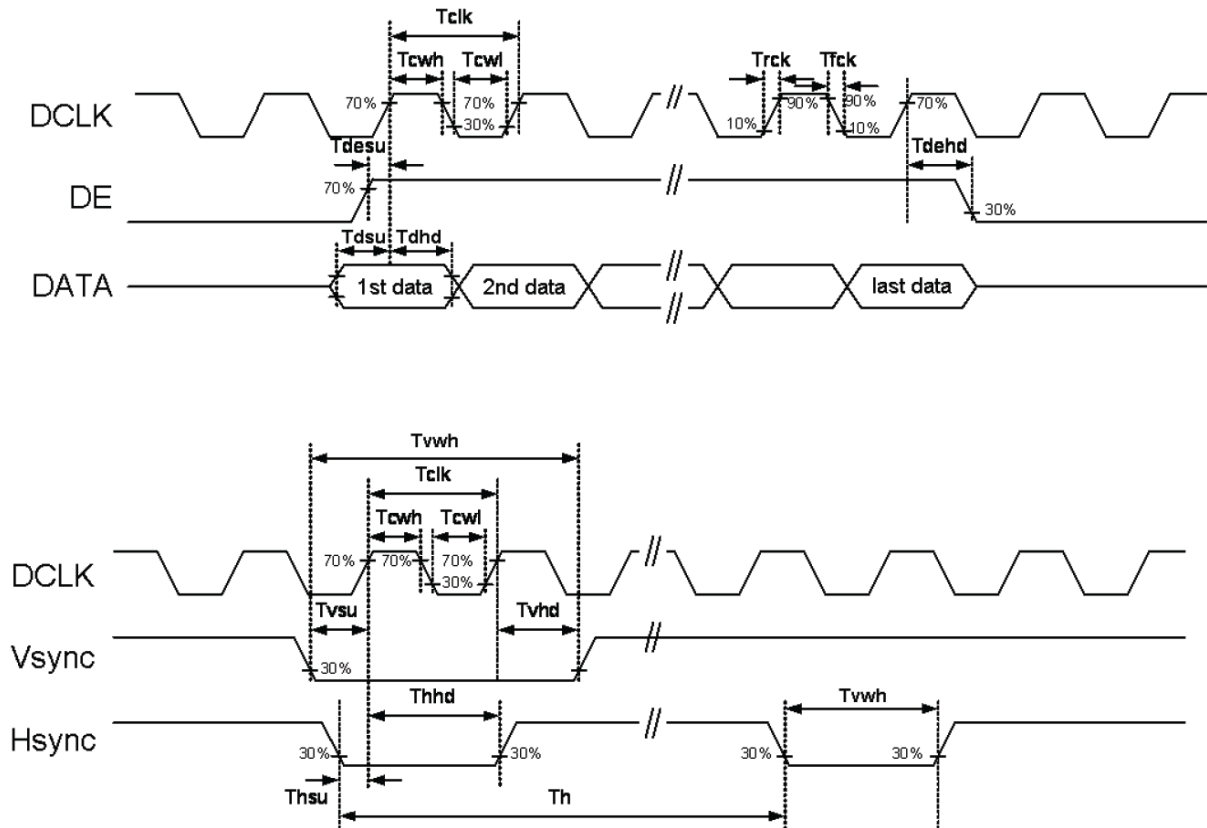 Tclk
Tcwh Tcwl Trck Tfck
DCLK 70% 70% 30% 10% 90% 90% 10% 70%
Tdesu Tdehd
DE 70% 30%
Tdsu Tdhd
DATA 1st data 2nd data // last data
Tvwh
Tclk
Tcwh Tcwl
DCLK 70% 70% 70% 30%
Tvsu Tvhd
Vsync 30%
Thhd Tvwh
Hsync 30% 30% 30% 30%
Thsu Th